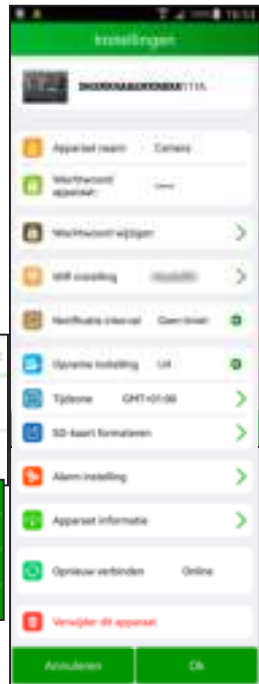 Instellingen
Apparaat naam Camera
Wachtwoord
apparaat:
Wachtwoord wijzigen
Wifi instelling
Notificatie interval Geen limiet
Opname instelling Uit
Tijdzone GMT+01:00
SD-kaart formateren
Alarm instelling
Apparaat informatie
Opnieuw verbinden Online
Verwijder dit apparaat
Annuleren Ok